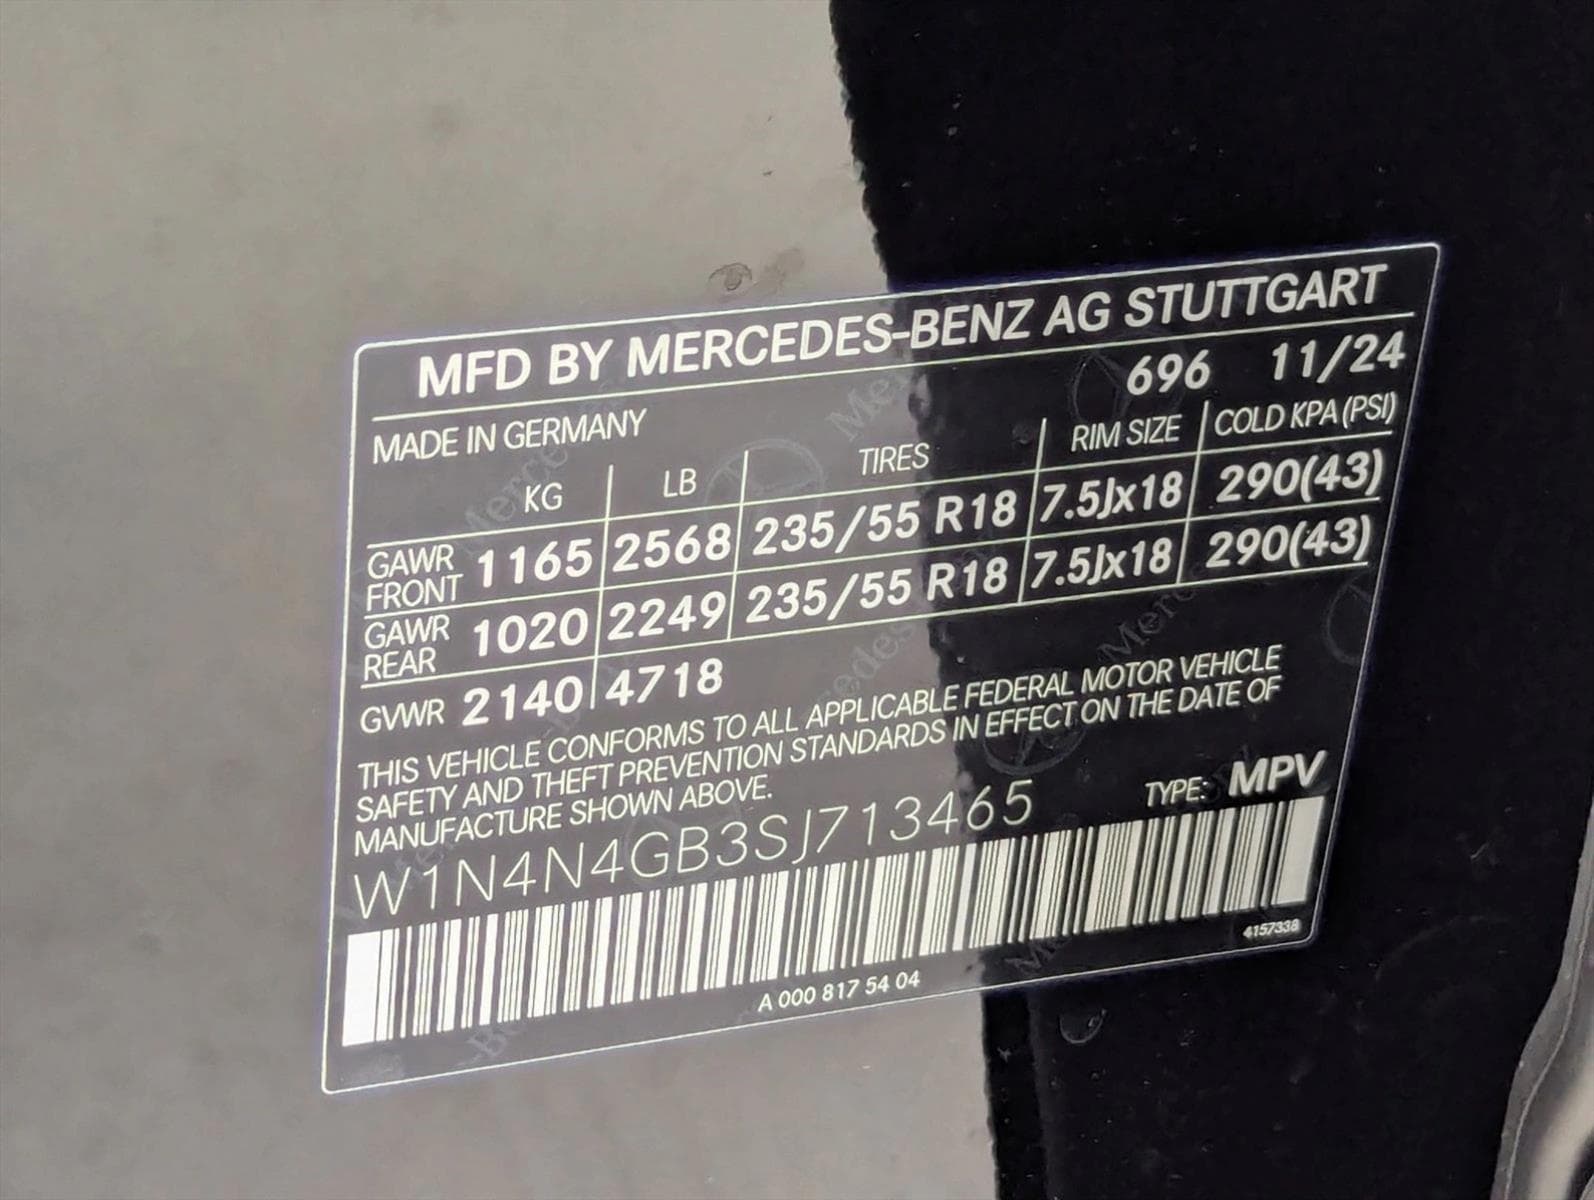 MFD BY MERCEDES-BENZ AG STUTTGART
696 11/24
MADE IN GERMANY
KG LB TIRES RIM SIZE COLD KPA (PSI)
GAWR FRONT 1165 2568 235/55 R18 7.5Jx18 290(43)
GAWR REAR 1020 2249 235/55 R18 7.5Jx18 290(43)
GVWR 2140 4718
THIS VEHICLE CONFORMS TO ALL APPLICABLE FEDERAL MOTOR VEHICLE
SAFETY AND THEFT PREVENTION STANDARDS IN EFFECT ON THE DATE OF
MANUFACTURE SHOWN ABOVE.
TYPE: MPV
W1N4N4GB3SJ713465
4157338
A 000 817 54 04